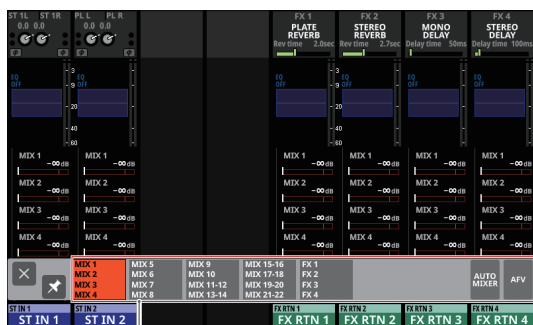 ST 1L ST 1R PL L PL R FX 1 FX 2 FX 3 FX 4
0.0 0.0 0.0 0.0 PLATE REVERB STEREO REVERB MONO DELAY STEREO DELAY
Rev time 2.0sec Rev time 2.7sec Delay time 50ms Delay time 100ms
Ø Ø Ø Ø
3
EQ OFF EQ OFF 9 EQ OFF EQ OFF EQ OFF EQ OFF
20
40
60
MIX 1 MIX 1 MIX 1 MIX 1 MIX 1 MIX 1
-∞dB -∞dB -∞dB -∞dB -∞dB -∞dB
MIX 2 MIX 2 MIX 2 MIX 2 MIX 2 MIX 2
-∞dB -∞dB -∞dB -∞dB -∞dB -∞dB
MIX 3 MIX 3 MIX 3 MIX 3 MIX 3 MIX 3
-∞dB -∞dB -∞dB -∞dB -∞dB -∞dB
MIX 4 MIX 4 MIX 4 MIX 4 MIX 4 MIX 4
-∞dB -∞dB -∞dB -∞dB -∞dB -∞dB
MIX 1 MIX 5 MIX 9 MIX 15-16 FX 1
MIX 2 MIX 6 MIX 10 MIX 17-18 FX 2
MIX 3 MIX 7 MIX 11-12 MIX 19-20 FX 3
MIX 4 MIX 8 MIX 13-14 MIX 21-22 FX 4
AUTO MIXER AFV
ST IN 1 ST IN 2 FX RTN 1 FX RTN 2 FX RTN 3 FX RTN 4
ST IN 1 ST IN 2 FX RTN 1 FX RTN 2 FX RTN 3 FX RTN 4